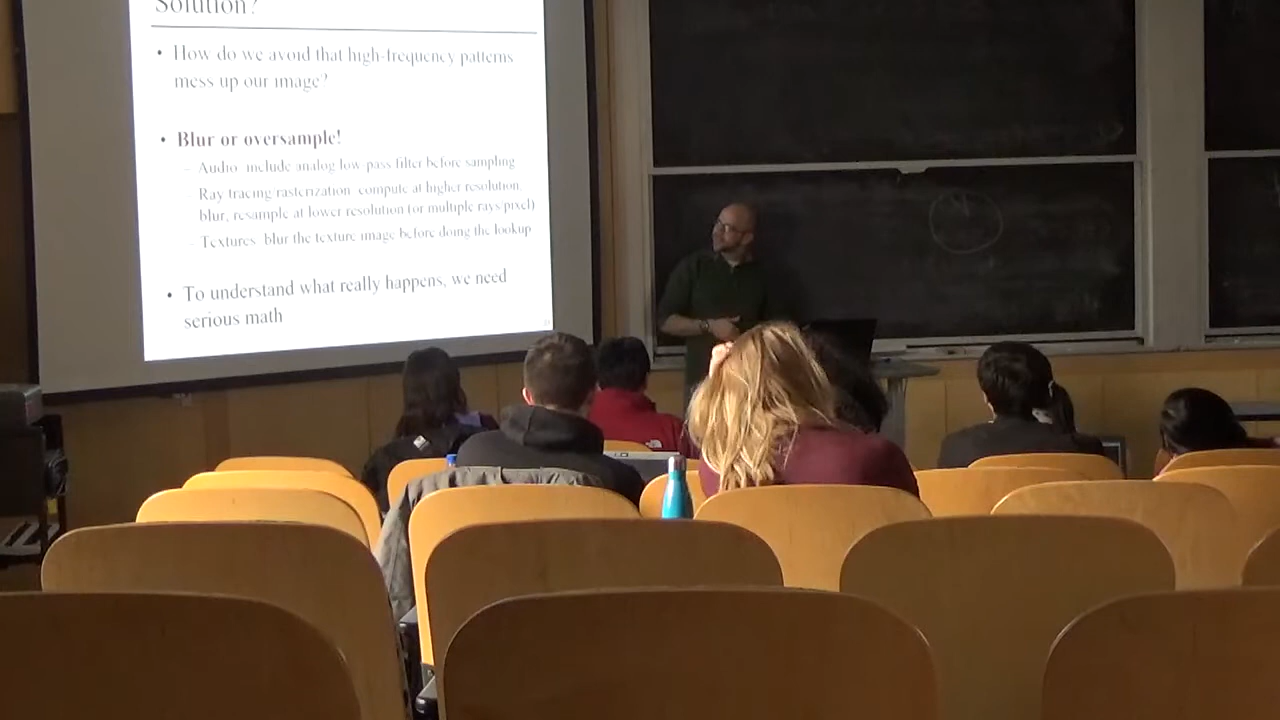 Solution?
• How do we avoid that high-frequency patterns
mess up our image?
• Blur or oversample!
– Audio include analog low-pass filter before sampling
Ray tracing/rasterization compute at higher resolution,
blur, resample at lower resolution (or multiple rays/pixel)
– Textures blur the texture image before doing the lookup
• To understand what really happens, we need
serious math